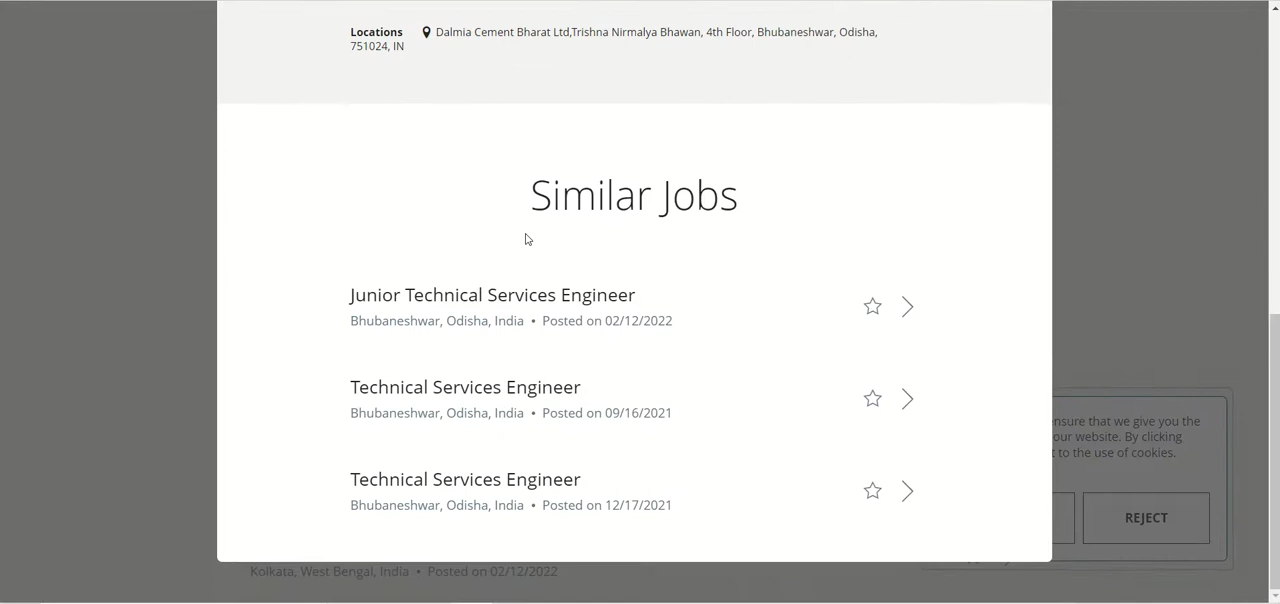 Locations Dalmia Cement Bharat Ltd,Trishna Nirmalya Bhawan, 4th Floor, Bhubaneshwar, Odisha,
751024, IN
Similar Jobs
Junior Technical Services Engineer
Bhubaneshwar, Odisha, India • Posted on 02/12/2022
Technical Services Engineer
Bhubaneshwar, Odisha, India • Posted on 09/16/2021
Technical Services Engineer
Bhubaneshwar, Odisha, India • Posted on 12/17/2021
ensure that we give you the
our website. By clicking
t to the use of cookies.
REJECT
Kolkata, West Bengal, India • Posted on 02/12/2022